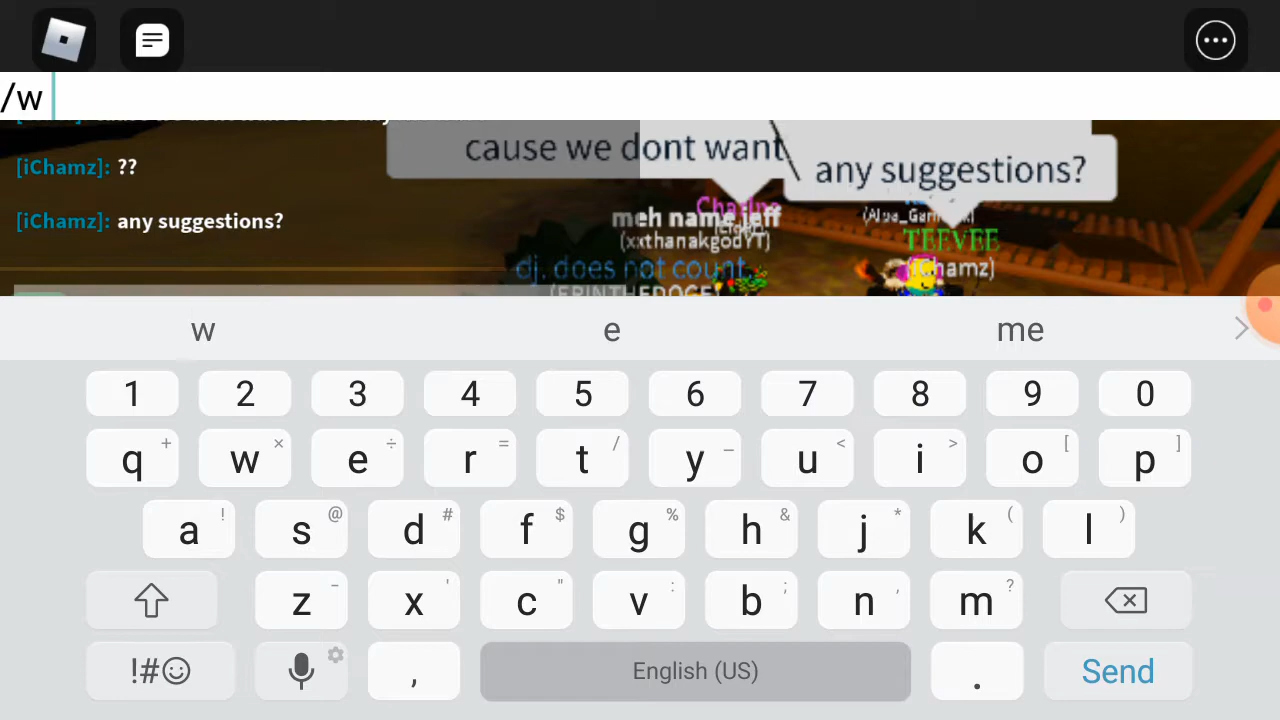 /w
cause we dont want
[iChamz]: ??
any suggestions?
[iChamz]: any suggestions?
meh name jeff
(xxthanakgodYT)
TEEVEE
(iChamz)
dj. does not count.
(ERINTHEDOGE)
w e me
1 2 3 4 5 6 7 8 9 0
q + w × e ÷ r = t / y _ u < i > o [ p ]
a ! s @ d # f $ g % h & j * k ( l )
z - x ' c " v : b ; n , m ?
!#☺ , English (US) . Send